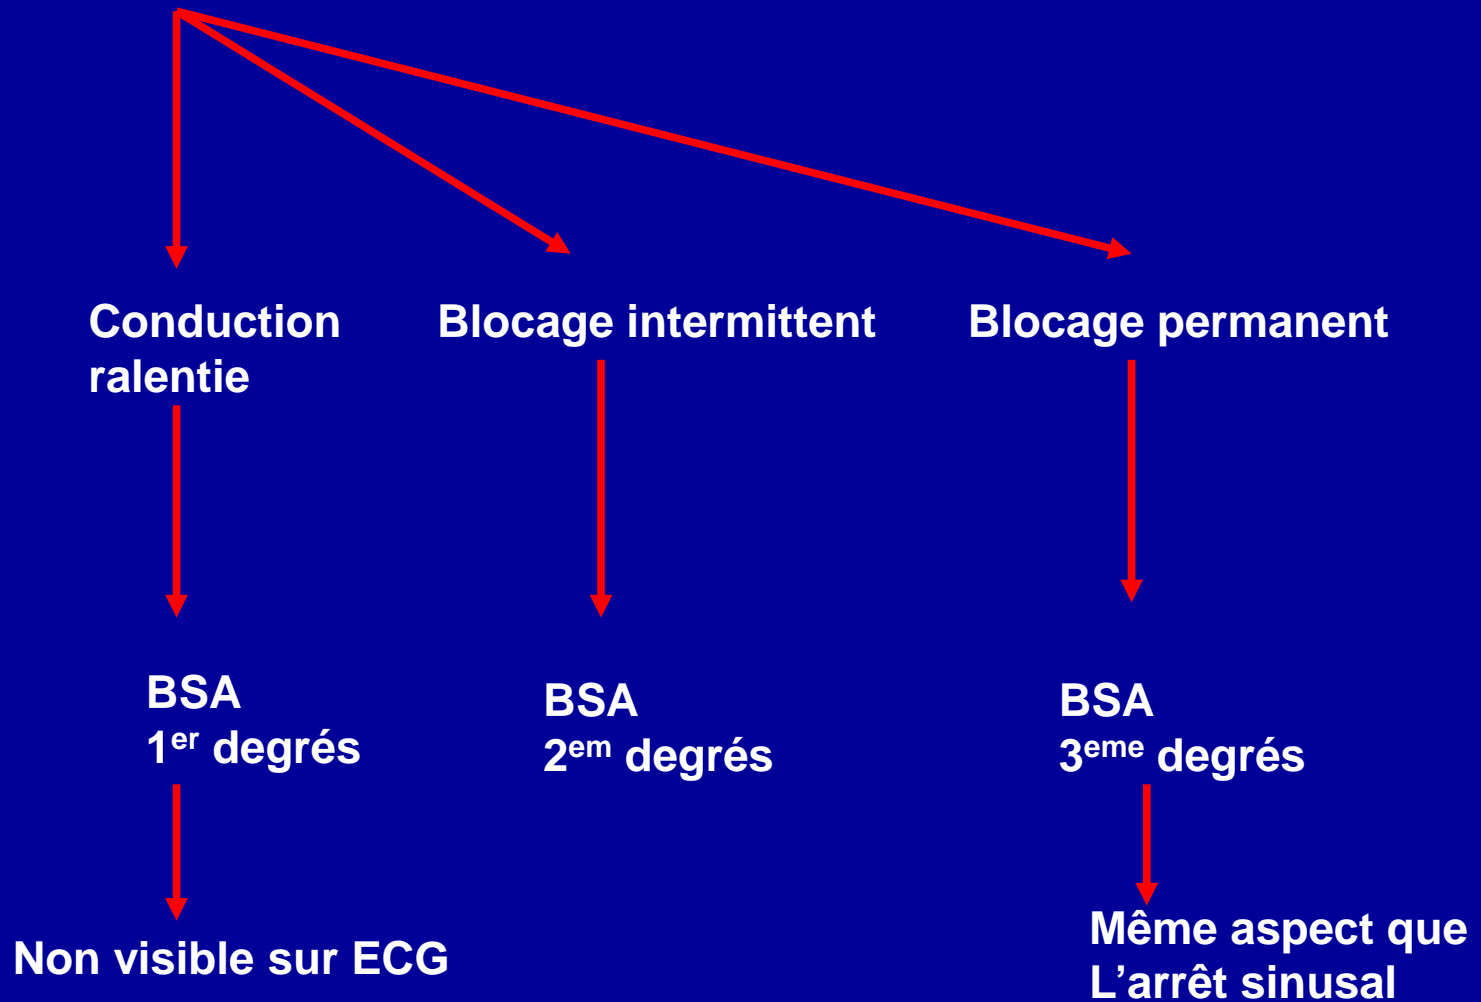 Conduction
ralentie
Blocage intermittent
Blocage permanent
BSA
1er degrés
BSA
2em degrés
BSA
3eme degrés
Non visible sur ECG
Même aspect que
L’arrêt sinusal